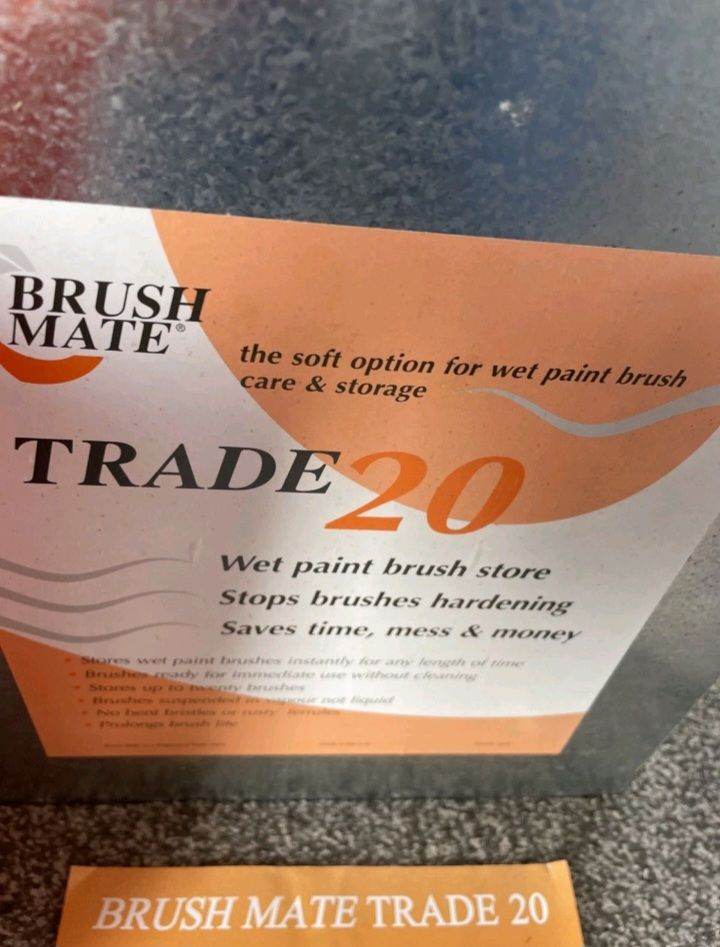 BRUSH
MATE®
the soft option for wet paint brush
care & storage
TRADE 20
Wet paint brush store
Stops brushes hardening
Saves time, mess & money
• Stores wet paint brushes instantly for any length of time
• Brushes ready for immediate use without cleaning
• Stores up to twenty brushes
• Brushes suspended in vapour not liquid
• No bent bristles or rusty ferrules
• Prolongs brush life
BRUSH MATE TRADE 20